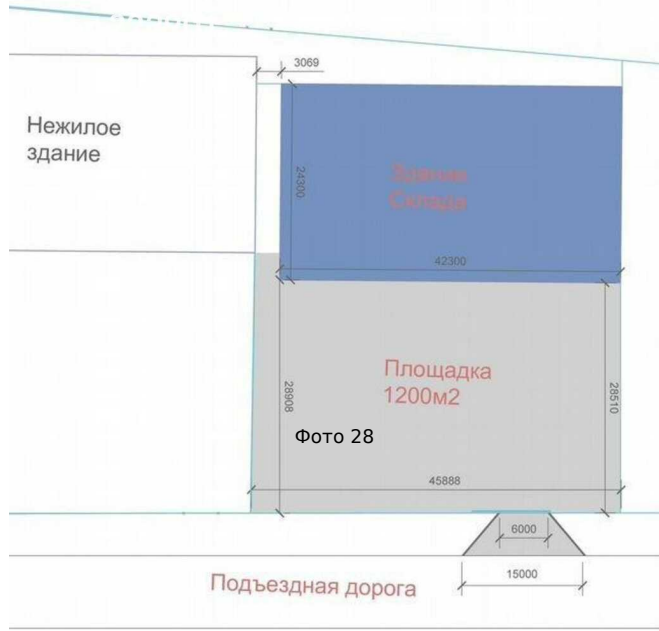 3069
Нежилое
здание
24300
Здание
Склада
42300
Площадка
1200м2
28908
28510
Фото 28
45888
6000
15000
Подъездная дорога